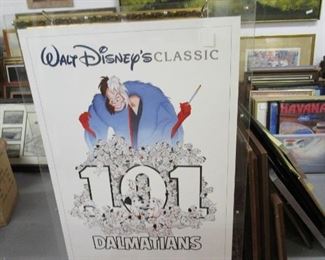 WALT DISNEY'S CLASSIC
101
DALMATIANS
HAVANA